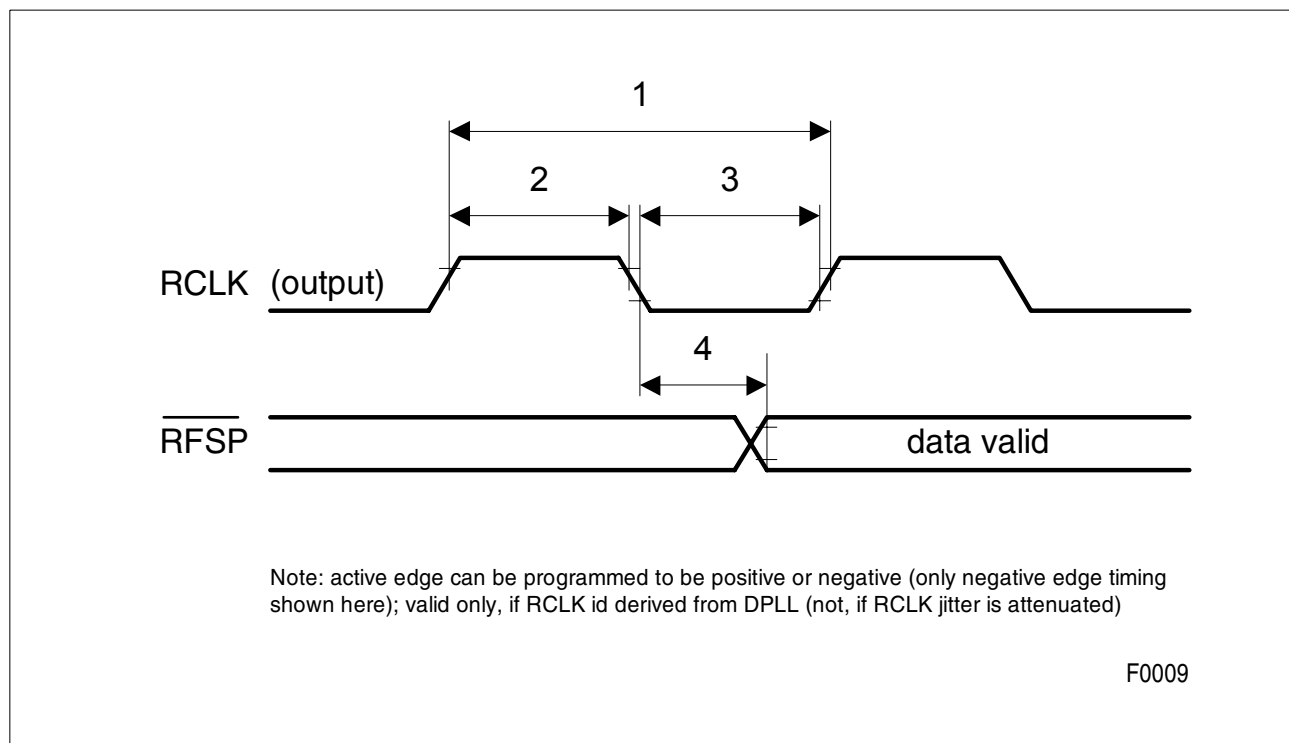 1
2 3
RCLK (output)
4
RFSP data valid
Note: active edge can be programmed to be positive or negative (only negative edge timing
shown here); valid only, if RCLK id derived from DPLL (not, if RCLK jitter is attenuated)
F0009